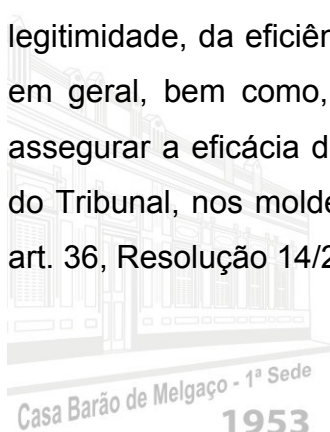 legitimidade, da eficiên
em geral, bem como,
assegurar a eficácia d
do Tribunal, nos molde
art. 36, Resolução 14/2
Casa Barão de Melgaço - 1ª Sede
1953